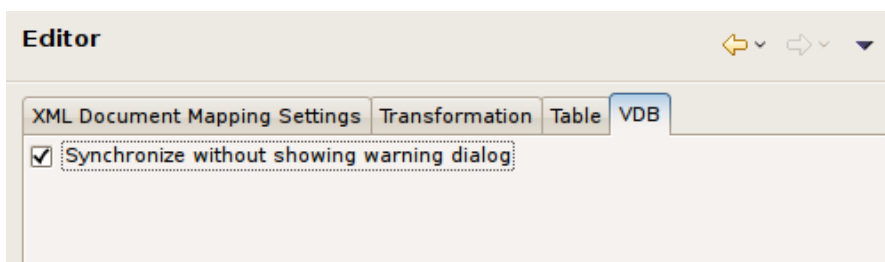 Editor
XML Document Mapping Settings Transformation Table VDB
Synchronize without showing warning dialog